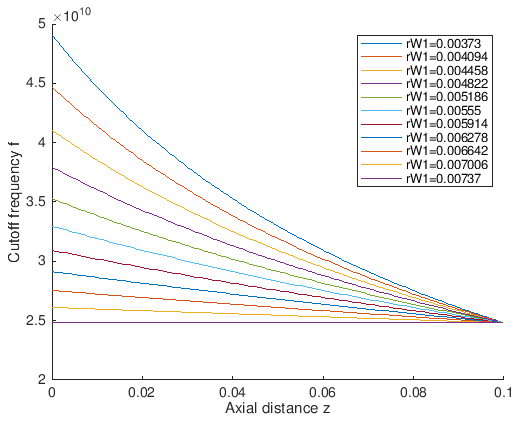 ×10^10
5
4.5
4
3.5
3
2.5
2
0
0.02
0.04
0.06
0.08
0.1
Cutoff frequency f
Axial distance z
rW1=0.00373
rW1=0.004094
rW1=0.004458
rW1=0.004822
rW1=0.005186
rW1=0.00555
rW1=0.005914
rW1=0.006278
rW1=0.006642
rW1=0.007006
rW1=0.00737